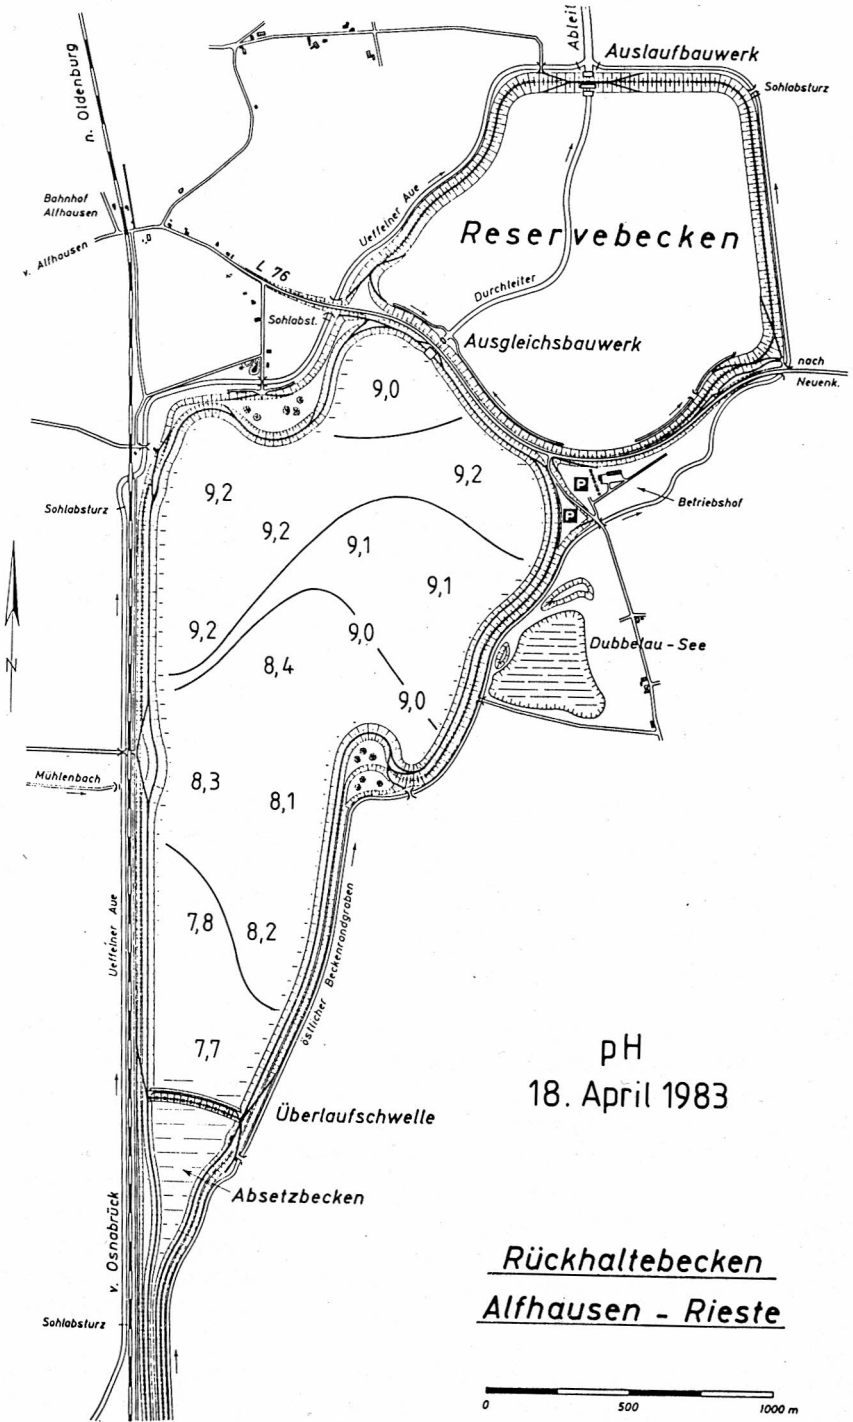 Ableit
Auslaufbauwerk
Sohlabsturz
n. Oldenburg
Bahnhof
Alfhausen
v. Alfhausen
Ueffelner Aue
Reservebecken
L 76
Durchleiter
Sohlabst.
Ausgleichsbauwerk
nach
Neuenk.
9,0
9,2
9,2
P
Betriebshof
Sohlabsturz
P
9,2
9,1
9,1
9,2
9,0
Dubbelau - See
N
8,4
9,0
Mühlenbach
8,3
8,1
Ueffelner Aue
7,8
8,2
östlicher Beckenrandgraben
7,7
pH
18. April 1983
Überlaufschwelle
Absetzbecken
v. Osnabrück
Rückhaltebecken
Alfhausen - Rieste
Sohlabsturz
0 500 1000 m